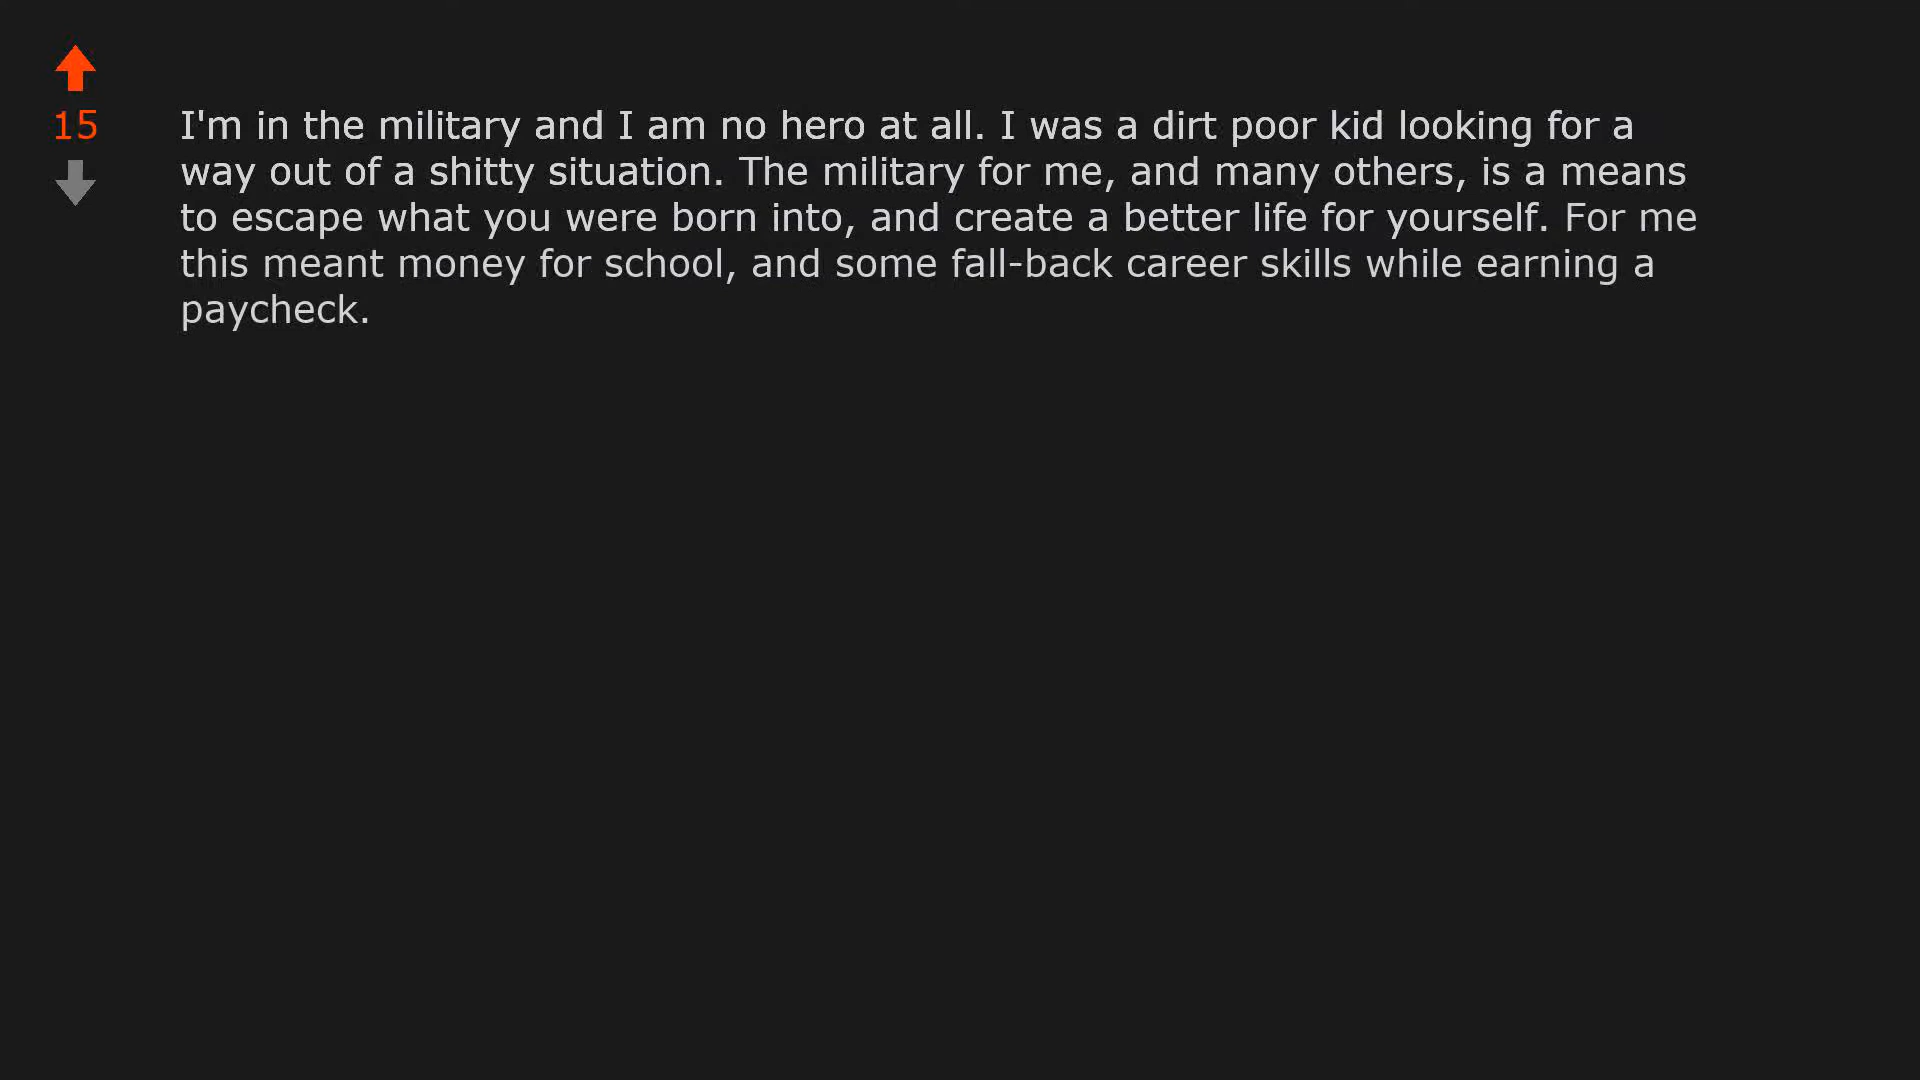 15
I'm in the military and I am no hero at all. I was a dirt poor kid looking for a
way out of a shitty situation. The military for me, and many others, is a means
to escape what you were born into, and create a better life for yourself. For me
this meant money for school, and some fall-back career skills while earning a
paycheck.